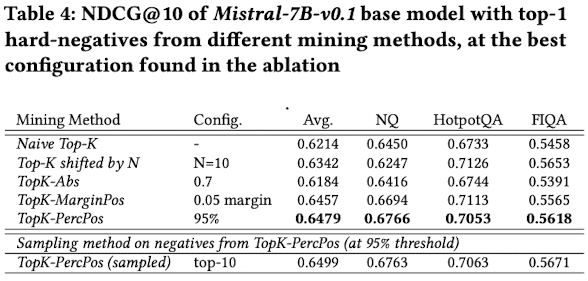 Table 4: NDCG@10 of Mistral-7B-v0.1 base model with top-1
hard-negatives from different mining methods, at the best
configuration found in the ablation
Mining Method Config. Avg. NQ HotpotQA FIQA
Naive Top-K - 0.6214 0.6450 0.6733 0.5458
Top-K shifted by N N=10 0.6342 0.6247 0.7126 0.5653
TopK-Abs 0.7 0.6184 0.6416 0.6744 0.5391
TopK-MarginPos 0.05 margin 0.6457 0.6694 0.7113 0.5565
TopK-PercPos 95% 0.6479 0.6766 0.7053 0.5618
Sampling method on negatives from TopK-PercPos (at 95% threshold)
TopK-PercPos (sampled) top-10 0.6499 0.6763 0.7063 0.5671